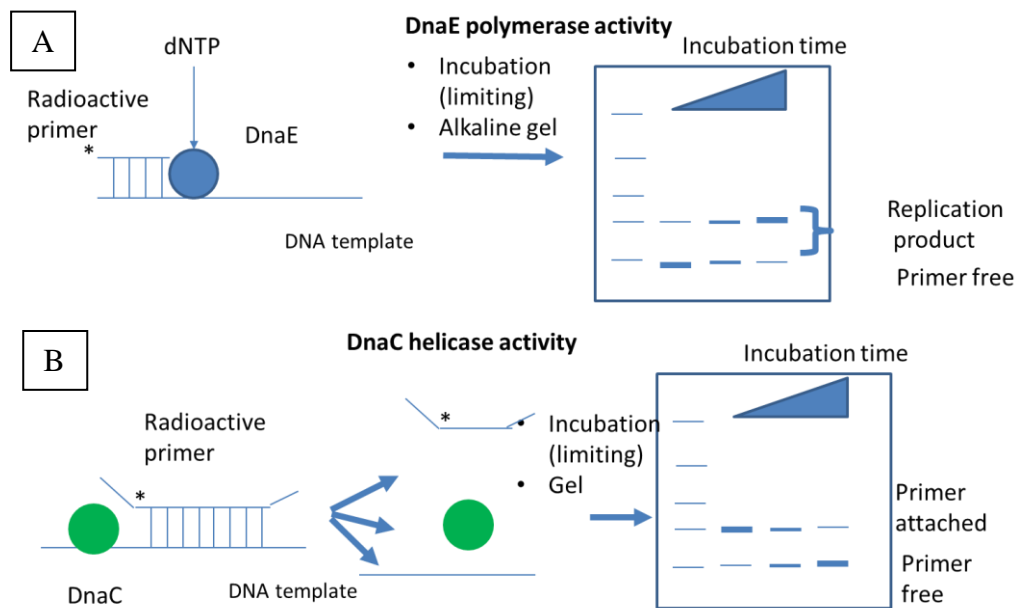 A
DnaE polymerase activity
dNTP
Incubation time
• Incubation
(limiting)
• Alkaline gel
Radioactive
primer
*
DnaE
DNA template
Replication
product
Primer free
B
DnaC helicase activity
Incubation time
Radioactive
primer
*
*
• Incubation
(limiting)
• Gel
Primer
attached
Primer
free
DnaC
DNA template